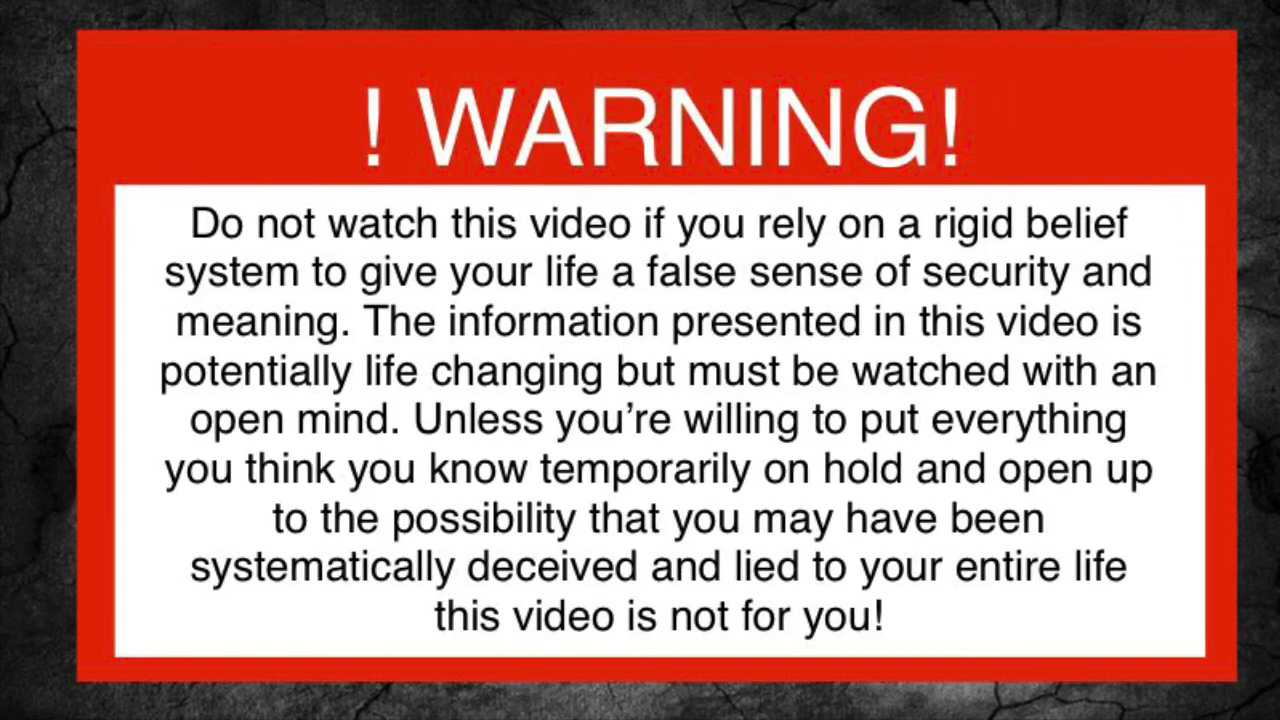 ! WARNING!
Do not watch this video if you rely on a rigid belief
system to give your life a false sense of security and
meaning. The information presented in this video is
potentially life changing but must be watched with an
open mind. Unless you’re willing to put everything
you think you know temporarily on hold and open up
to the possibility that you may have been
systematically deceived and lied to your entire life
this video is not for you!